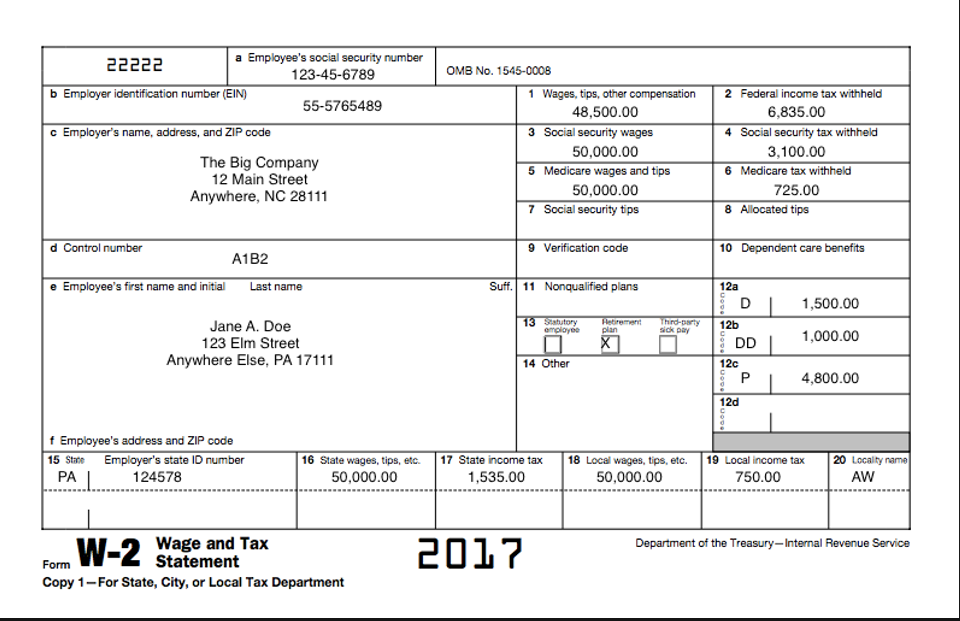 22222
a Employee's social security number
123-45-6789
OMB No. 1545-0008
b Employer identification number (EIN)
55-5765489
1 Wages, tips, other compensation
48,500.00
2 Federal income tax withheld
6,835.00
c Employer's name, address, and ZIP code
The Big Company
12 Main Street
Anywhere, NC 28111
3 Social security wages
50,000.00
4 Social security tax withheld
3,100.00
5 Medicare wages and tips
50,000.00
6 Medicare tax withheld
725.00
7 Social security tips
8 Allocated tips
d Control number
A1B2
9 Verification code
10 Dependent care benefits
e Employee's first name and initial Last name Suff.
Jane A. Doe
123 Elm Street
Anywhere Else, PA 17111
11 Nonqualified plans
12a
Code
D 1,500.00
13 Statutory employee
Retirement plan
X
Third-party sick pay
12b
Code
DD 1,000.00
14 Other
12c
Code
P 4,800.00
12d
Code
f Employee's address and ZIP code
15 State Employer's state ID number
PA 124578
16 State wages, tips, etc.
50,000.00
17 State income tax
1,535.00
18 Local wages, tips, etc.
50,000.00
19 Local income tax
750.00
20 Locality name
AW
Form W-2 Wage and Tax Statement
2017
Department of the Treasury—Internal Revenue Service
Copy 1—For State, City, or Local Tax Department